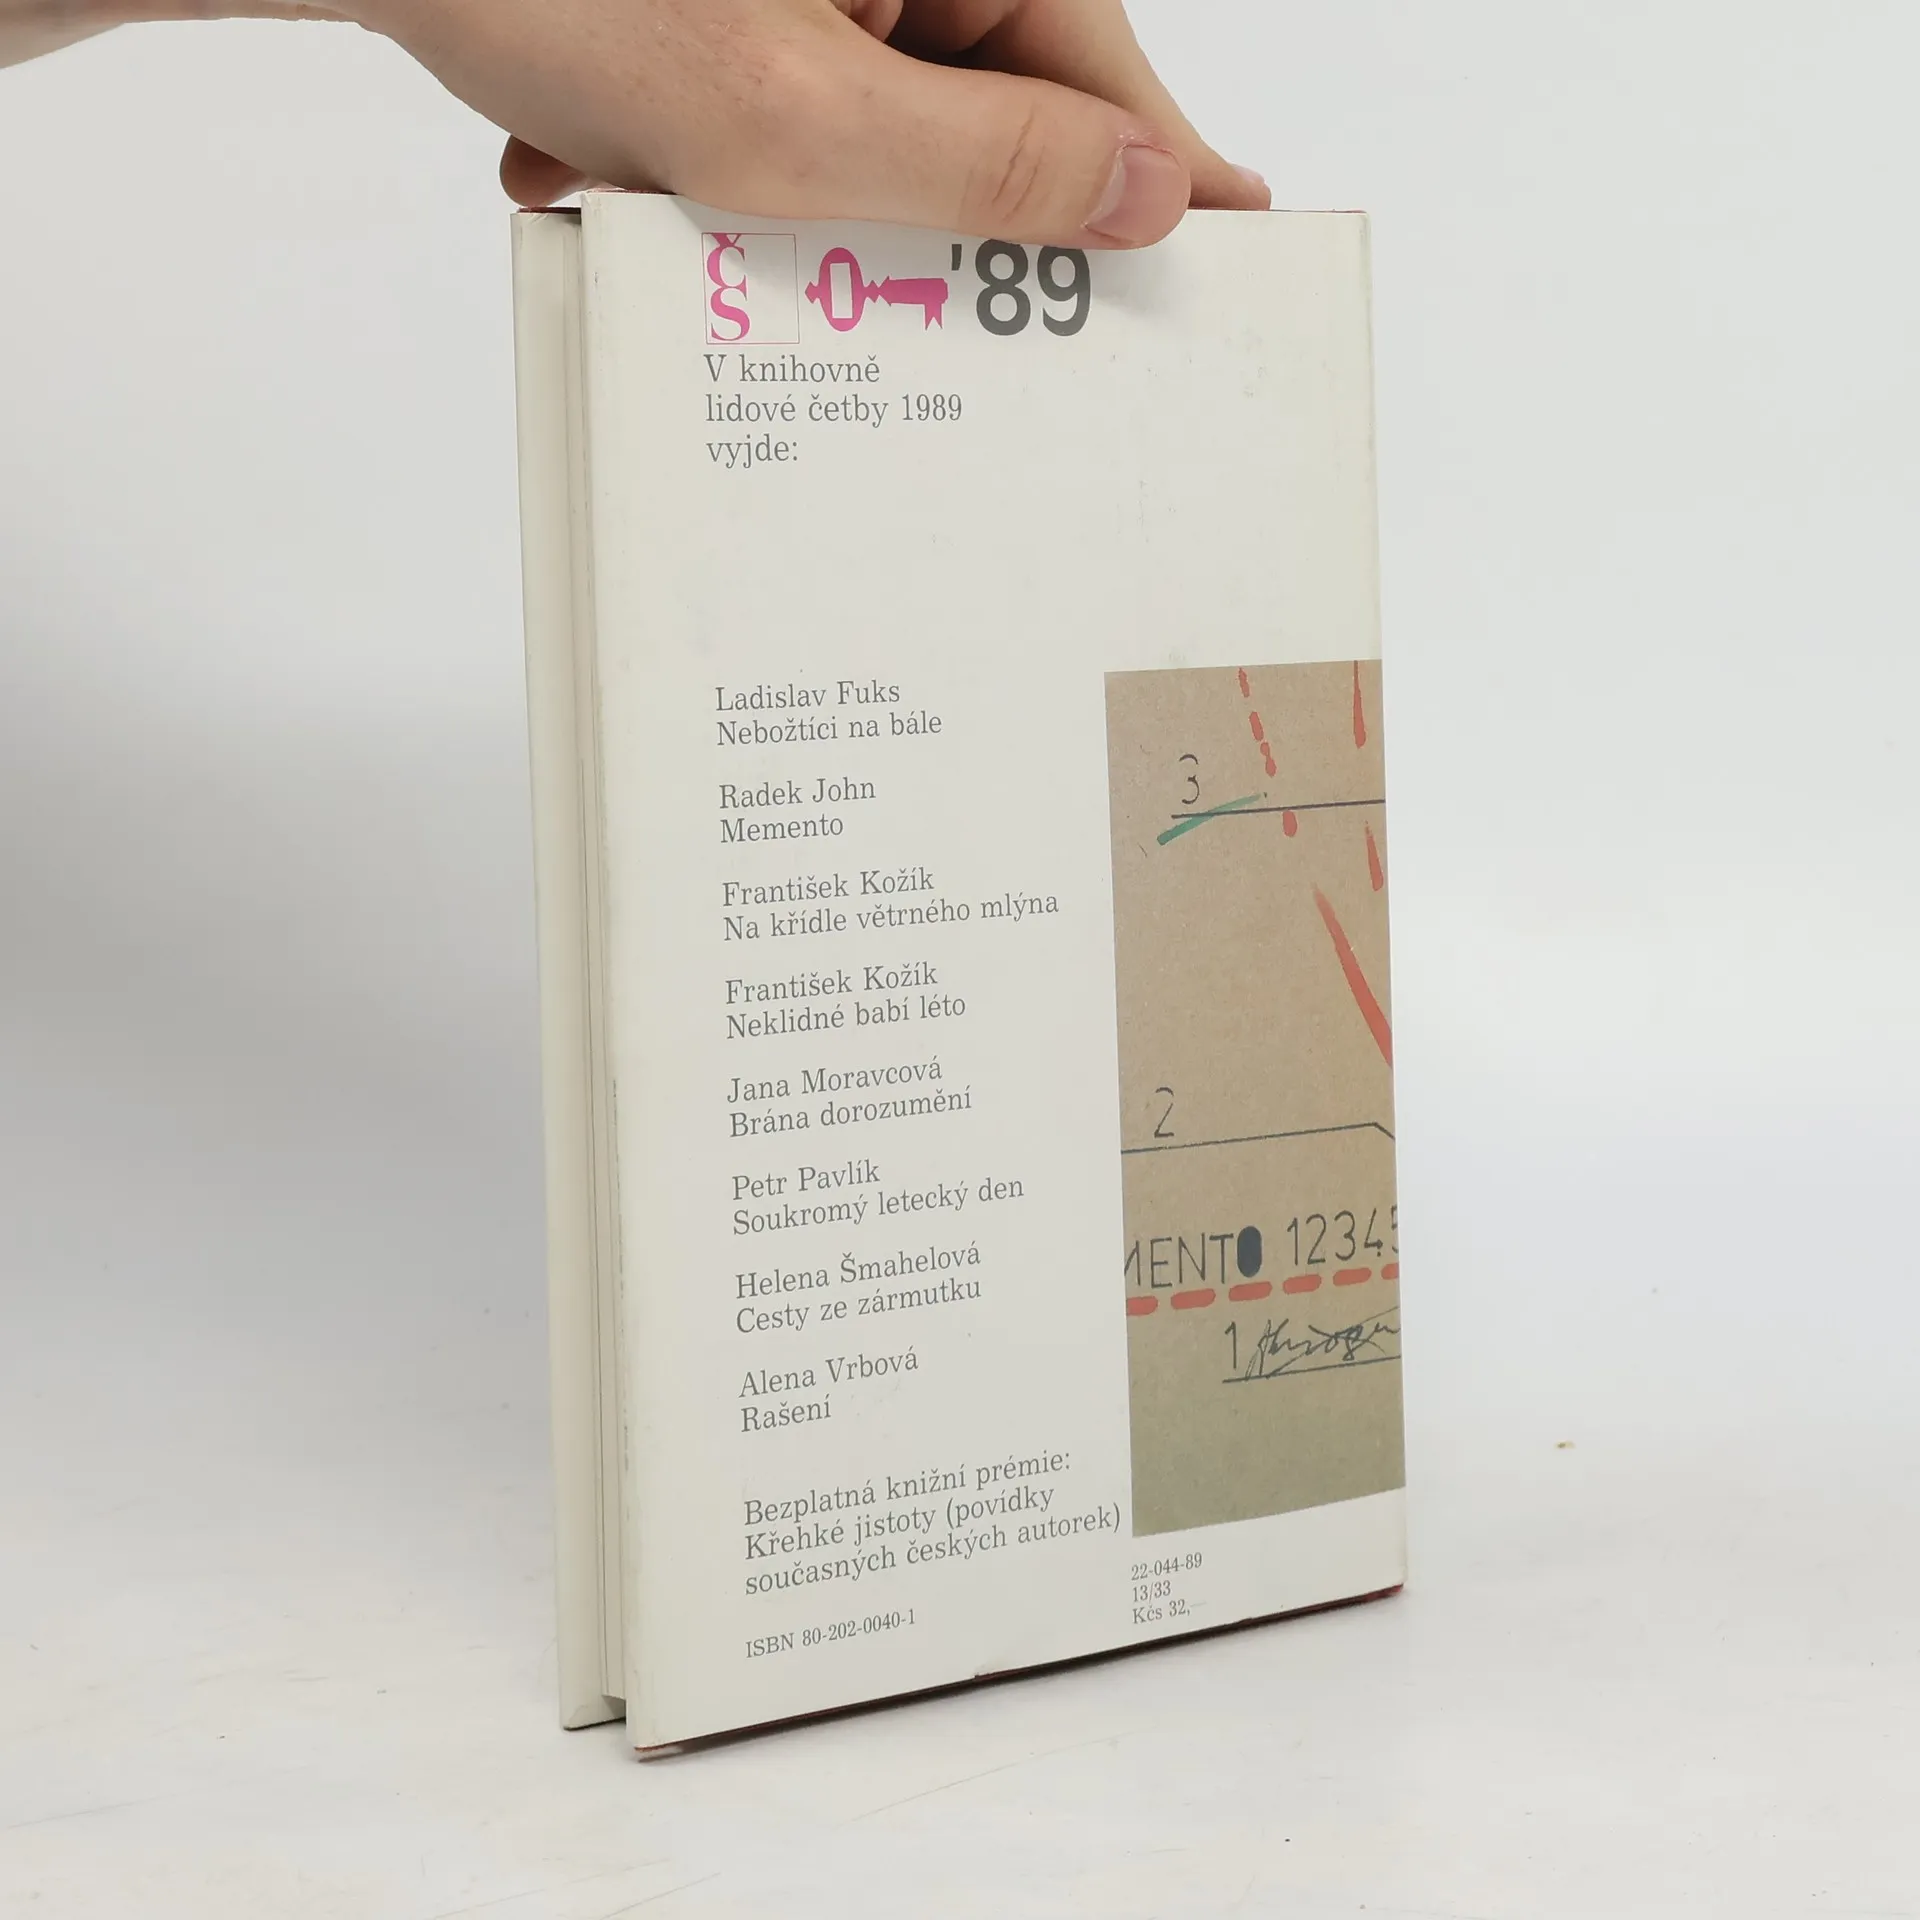 ČS
'89
V knihovně
lidové četby 1989
vyjde:
Ladislav Fuks
Nebožtíci na bále
Radek John
Memento
František Kožík
Na křídle větrného mlýna
František Kožík
Neklidné babí léto
Jana Moravcová
Brána dorozumění
Petr Pavlík
Soukromý letecký den
Helena Šmahelová
Cesty ze zármutku
Alena Vrbová
Rašení
Bezplatná knižní prémie:
Křehké jistoty (povídky
současných českých autorek)
ISBN 80-202-0040-1
3
2
MENTO 12345
1
22-044-89
13/33
Kčs 32,—